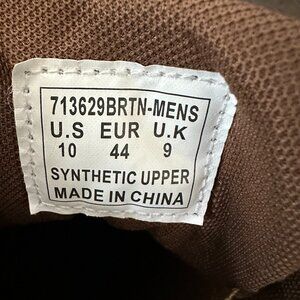 713629BRTN-MENS
U.S EUR U.K
10 44 9
SYNTHETIC UPPER
MADE IN CHINA